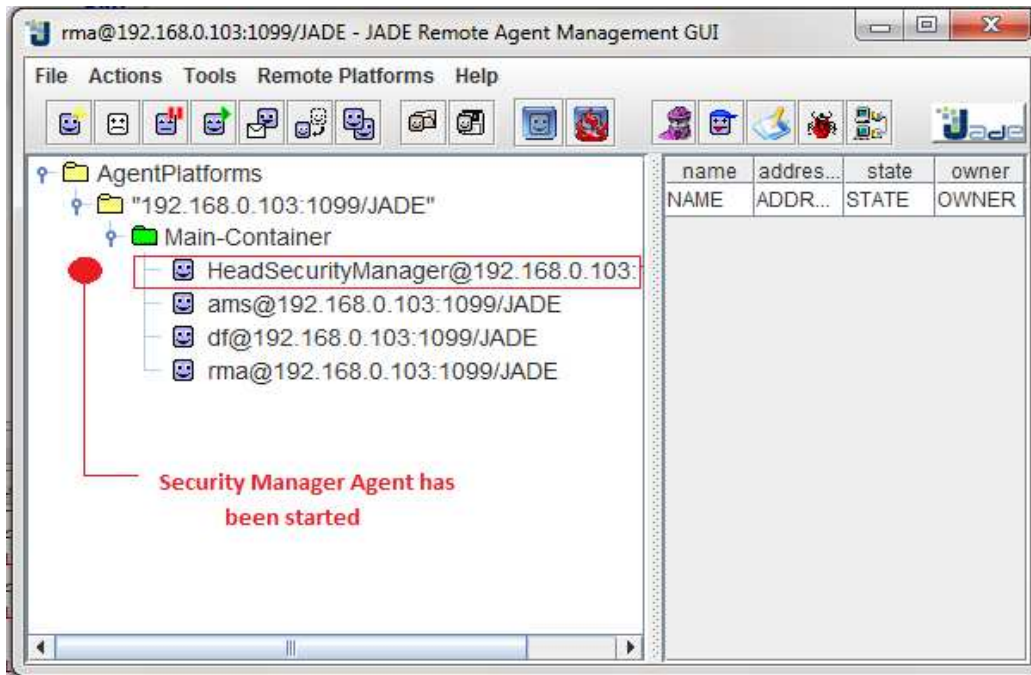 rma@192.168.0.103:1099/JADE - JADE Remote Agent Management GUI
File Actions Tools Remote Platforms Help
Jade
AgentPlatforms
"192.168.0.103:1099/JADE"
Main-Container
HeadSecurityManager@192.168.0.103:
ams@192.168.0.103:1099/JADE
df@192.168.0.103:1099/JADE
rma@192.168.0.103:1099/JADE
name addres... state owner
NAME ADDR... STATE OWNER
Security Manager Agent has
been started